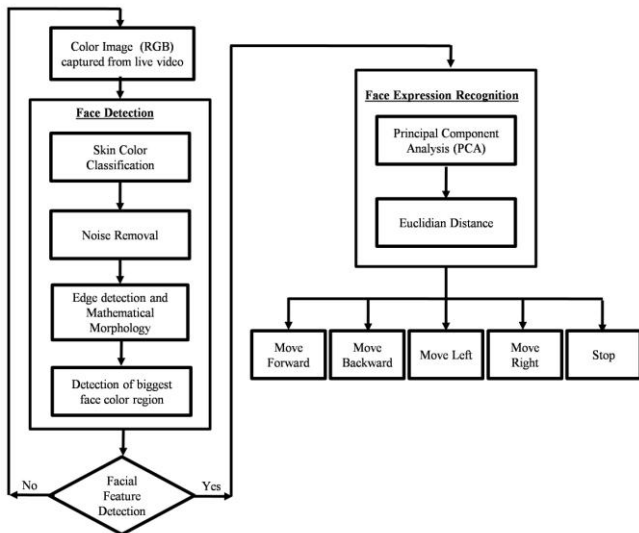 Color Image (RGB)
captured from live video
Face Detection
Skin Color
Classification
Noise Removal
Edge detection and
Mathematical
Morphology
Detection of biggest
face color region
Facial
Feature
Detection
No
Yes
Face Expression Recognition
Principal Component
Analysis (PCA)
Euclidian Distance
Move
Forward
Move
Backward
Move Left
Move
Right
Stop